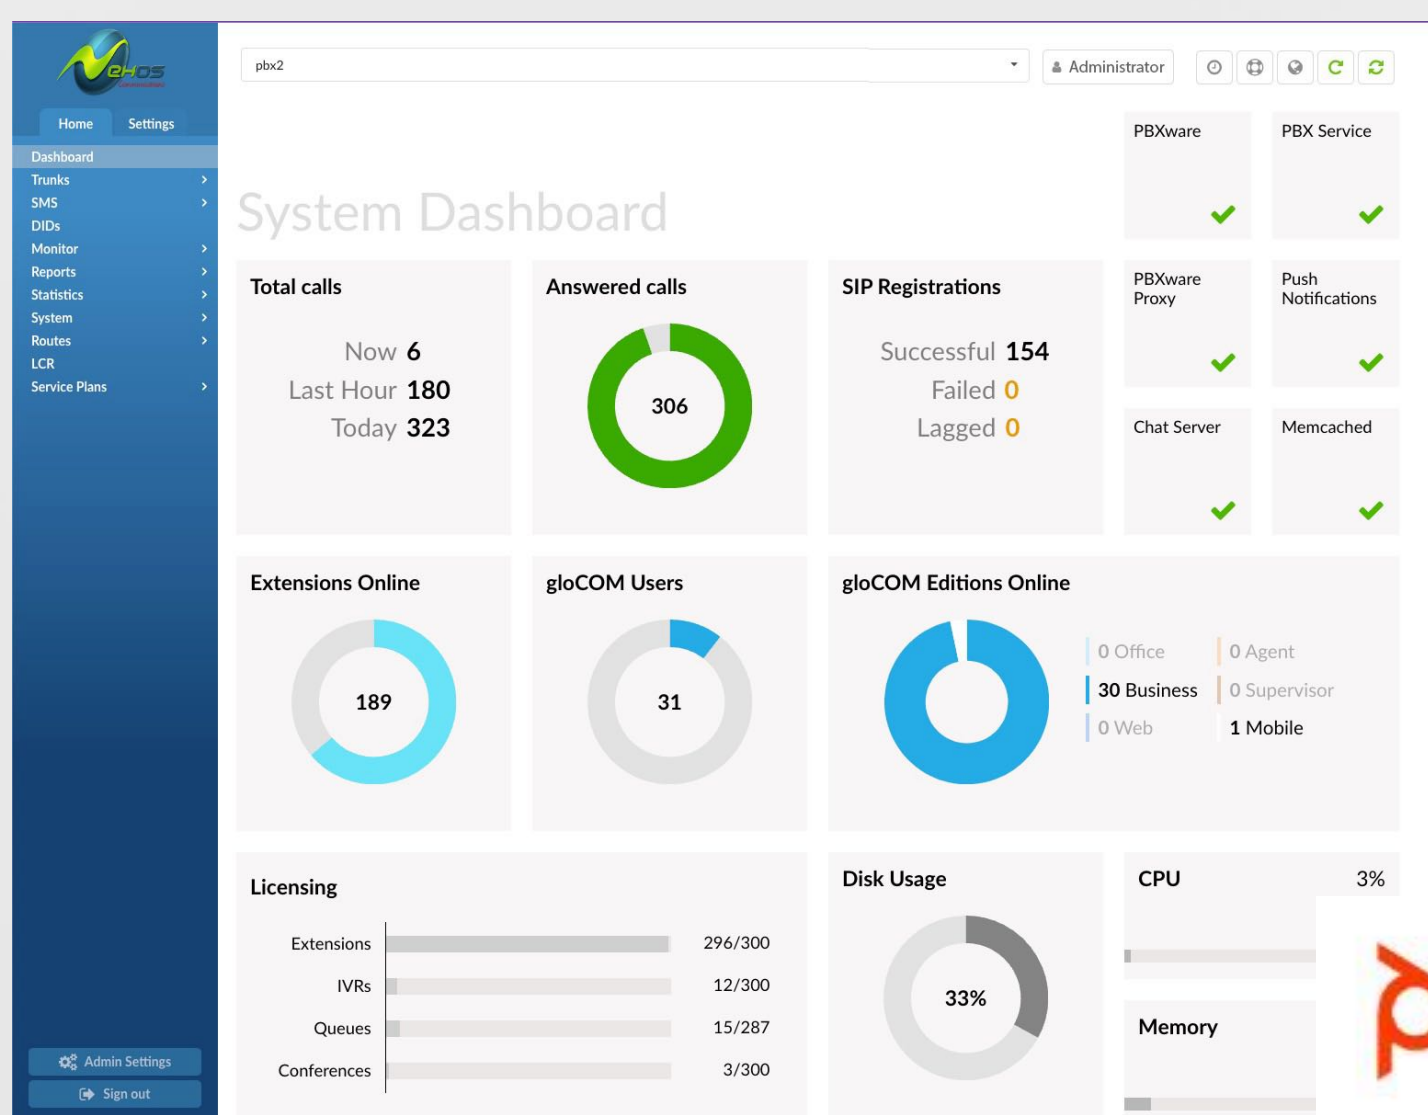 eHOS
pbx2
Administrator
Home Settings
Dashboard
Trunks
SMS
DIDs
Monitor
Reports
Statistics
System
Routes
LCR
Service Plans
Admin Settings
Sign out
System Dashboard
PBXware
PBX Service
PBXware
Proxy
Push
Notifications
Chat Server
Memcached
Total calls
Now 6
Last Hour 180
Today 323
Answered calls
306
SIP Registrations
Successful 154
Failed 0
Lagged 0
Extensions Online
189
gloCOM Users
31
gloCOM Editions Online
0 Office
0 Agent
30 Business
0 Supervisor
0 Web
1 Mobile
Licensing
Extensions 296/300
IVRs 12/300
Queues 15/287
Conferences 3/300
Disk Usage
33%
CPU 3%
Memory